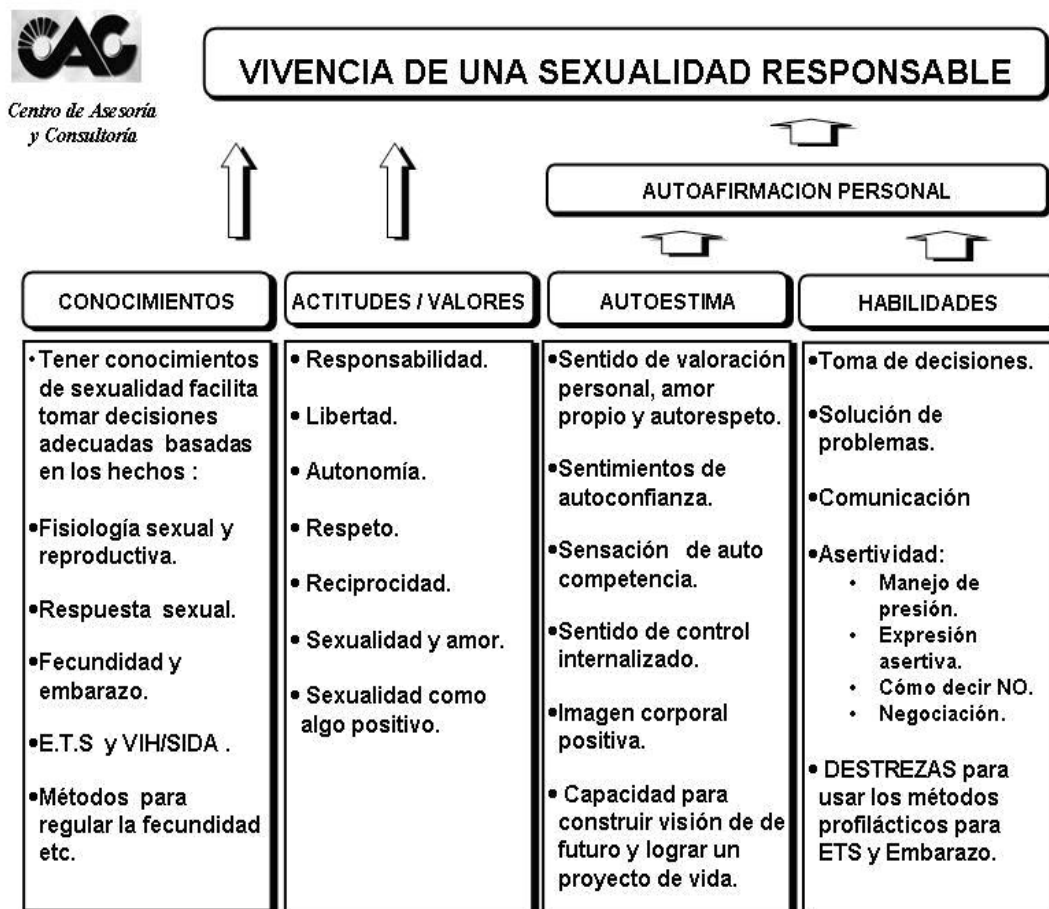 CAC
Centro de Asesoría
y Consultoría
VIVENCIA DE UNA SEXUALIDAD RESPONSABLE
AUTOAFIRMACION PERSONAL
CONOCIMIENTOS
• Tener conocimientos
de sexualidad facilita
tomar decisiones
adecuadas basadas
en los hechos :
•Fisiología sexual y
reproductiva.
•Respuesta sexual.
•Fecundidad y
embarazo.
•E.T.S y VIH/SIDA .
•Métodos para
regular la fecundidad
etc.
ACTITUDES / VALORES
• Responsabilidad.
• Libertad.
• Autonomía.
• Respeto.
• Reciprocidad.
• Sexualidad y amor.
• Sexualidad como
algo positivo.
AUTOESTIMA
•Sentido de valoración
personal, amor
propio y autorespeto.
•Sentimientos de
autoconfianza.
•Sensación de auto
competencia.
•Sentido de control
internalizado.
•Imagen corporal
positiva.
• Capacidad para
construir visión de de
futuro y lograr un
proyecto de vida.
HABILIDADES
•Toma de decisiones.
•Solución de
problemas.
•Comunicación
•Asertividad:
• Manejo de
presión.
• Expresión
asertiva.
• Cómo decir NO.
• Negociación.
• DESTREZAS para
usar los métodos
profilácticos para
ETS y Embarazo.